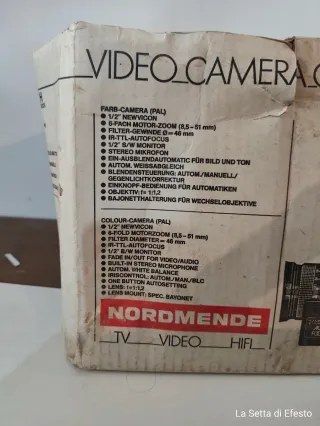 VIDEO CAMERA
FARB-CAMERA (PAL)
• 1/2" NEWVICON
• 6-FACH MOTOR-ZOOM (8,5–51 mm)
• FILTER-GEWINDE Ø = 46 mm
• IR-TTL-AUTOFOCUS
• 1/2" S/W MONITOR
• STEREO MIKROFON
• EIN-AUSBLENDAUTOMATIC FÜR BILD UND TON
• AUTOM. WEISSABGLEICH
• BLENDENSTEUERUNG: AUTOM./MANUELL/
GEGENLICHTKORREKTUR
• EINKNOPF-BEDIENUNG FÜR AUTOMATIKEN
• OBJEKTIV: f= 1:1,2
• BAJONETTHALTERUNG FÜR WECHSELOBJEKTIVE
COLOUR-CAMERA (PAL)
• 1/2" NEWVICON
• 6-FOLD MOTORZOOM (8,5–51 mm)
• FILTER DIAMETER = 46 mm
• IR-TTL-AUTOFOCUS
• 1/2" B/W MONITOR
• FADE IN/OUT FOR VIDEO/AUDIO
• BUILT-IN STEREO MICROPHONE
• AUTOM. WHITE BALANCE
• IRISCONTROL: AUTOM./MAN/BLC
• ONE BUTTON AUTOSETTING
• LENS: f=1:1,2
• LENS MOUNT: SPEC. BAYONET
NORDMENDE
TV VIDEO HIFI
La Setta di Efesto